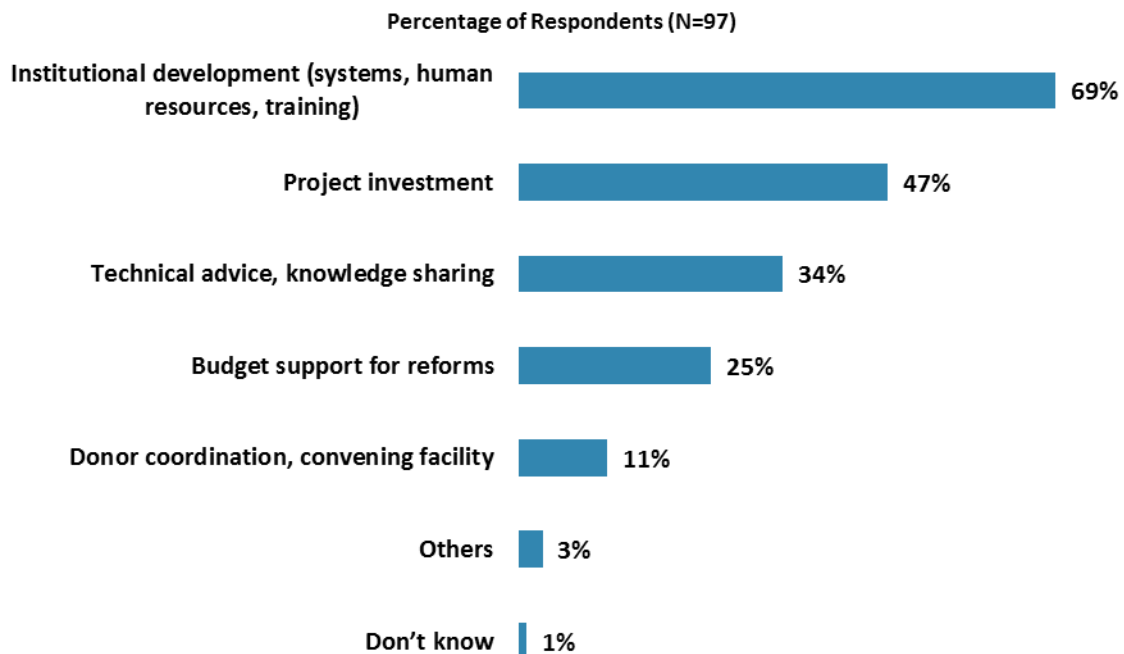 Percentage of Respondents (N=97)
Institutional development (systems, human
resources, training)
69%
Project investment
47%
Technical advice, knowledge sharing
34%
Budget support for reforms
25%
Donor coordination, convening facility
11%
Others
3%
Don’t know
1%